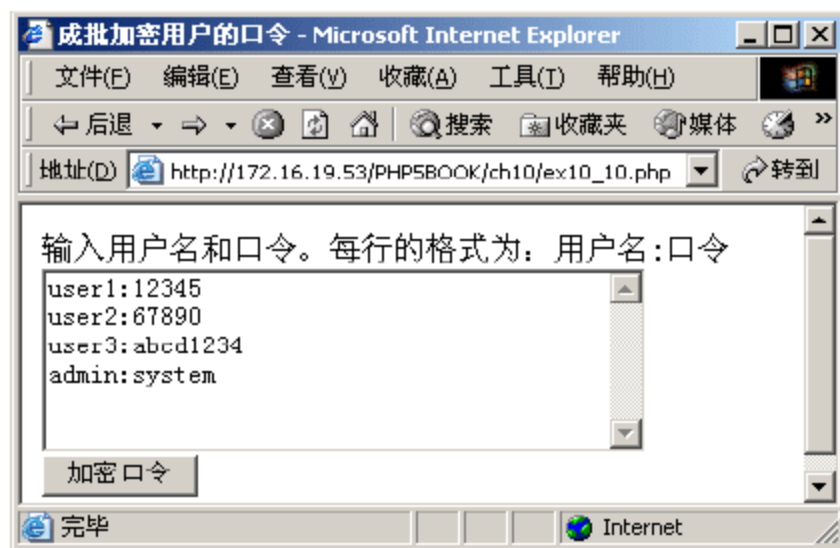 成批加密用户的口令 - Microsoft Internet Explorer
文件(F) 编辑(E) 查看(V) 收藏(A) 工具(T) 帮助(H)
后退 搜索 收藏夹 媒体 »
地址(D) http://172.16.19.53/PHP5BOOK/ch10/ex10_10.php 转到
输入用户名和口令。每行的格式为：用户名:口令
user1:12345
user2:67890
user3:abcd1234
admin:system
加密口令
完毕 Internet